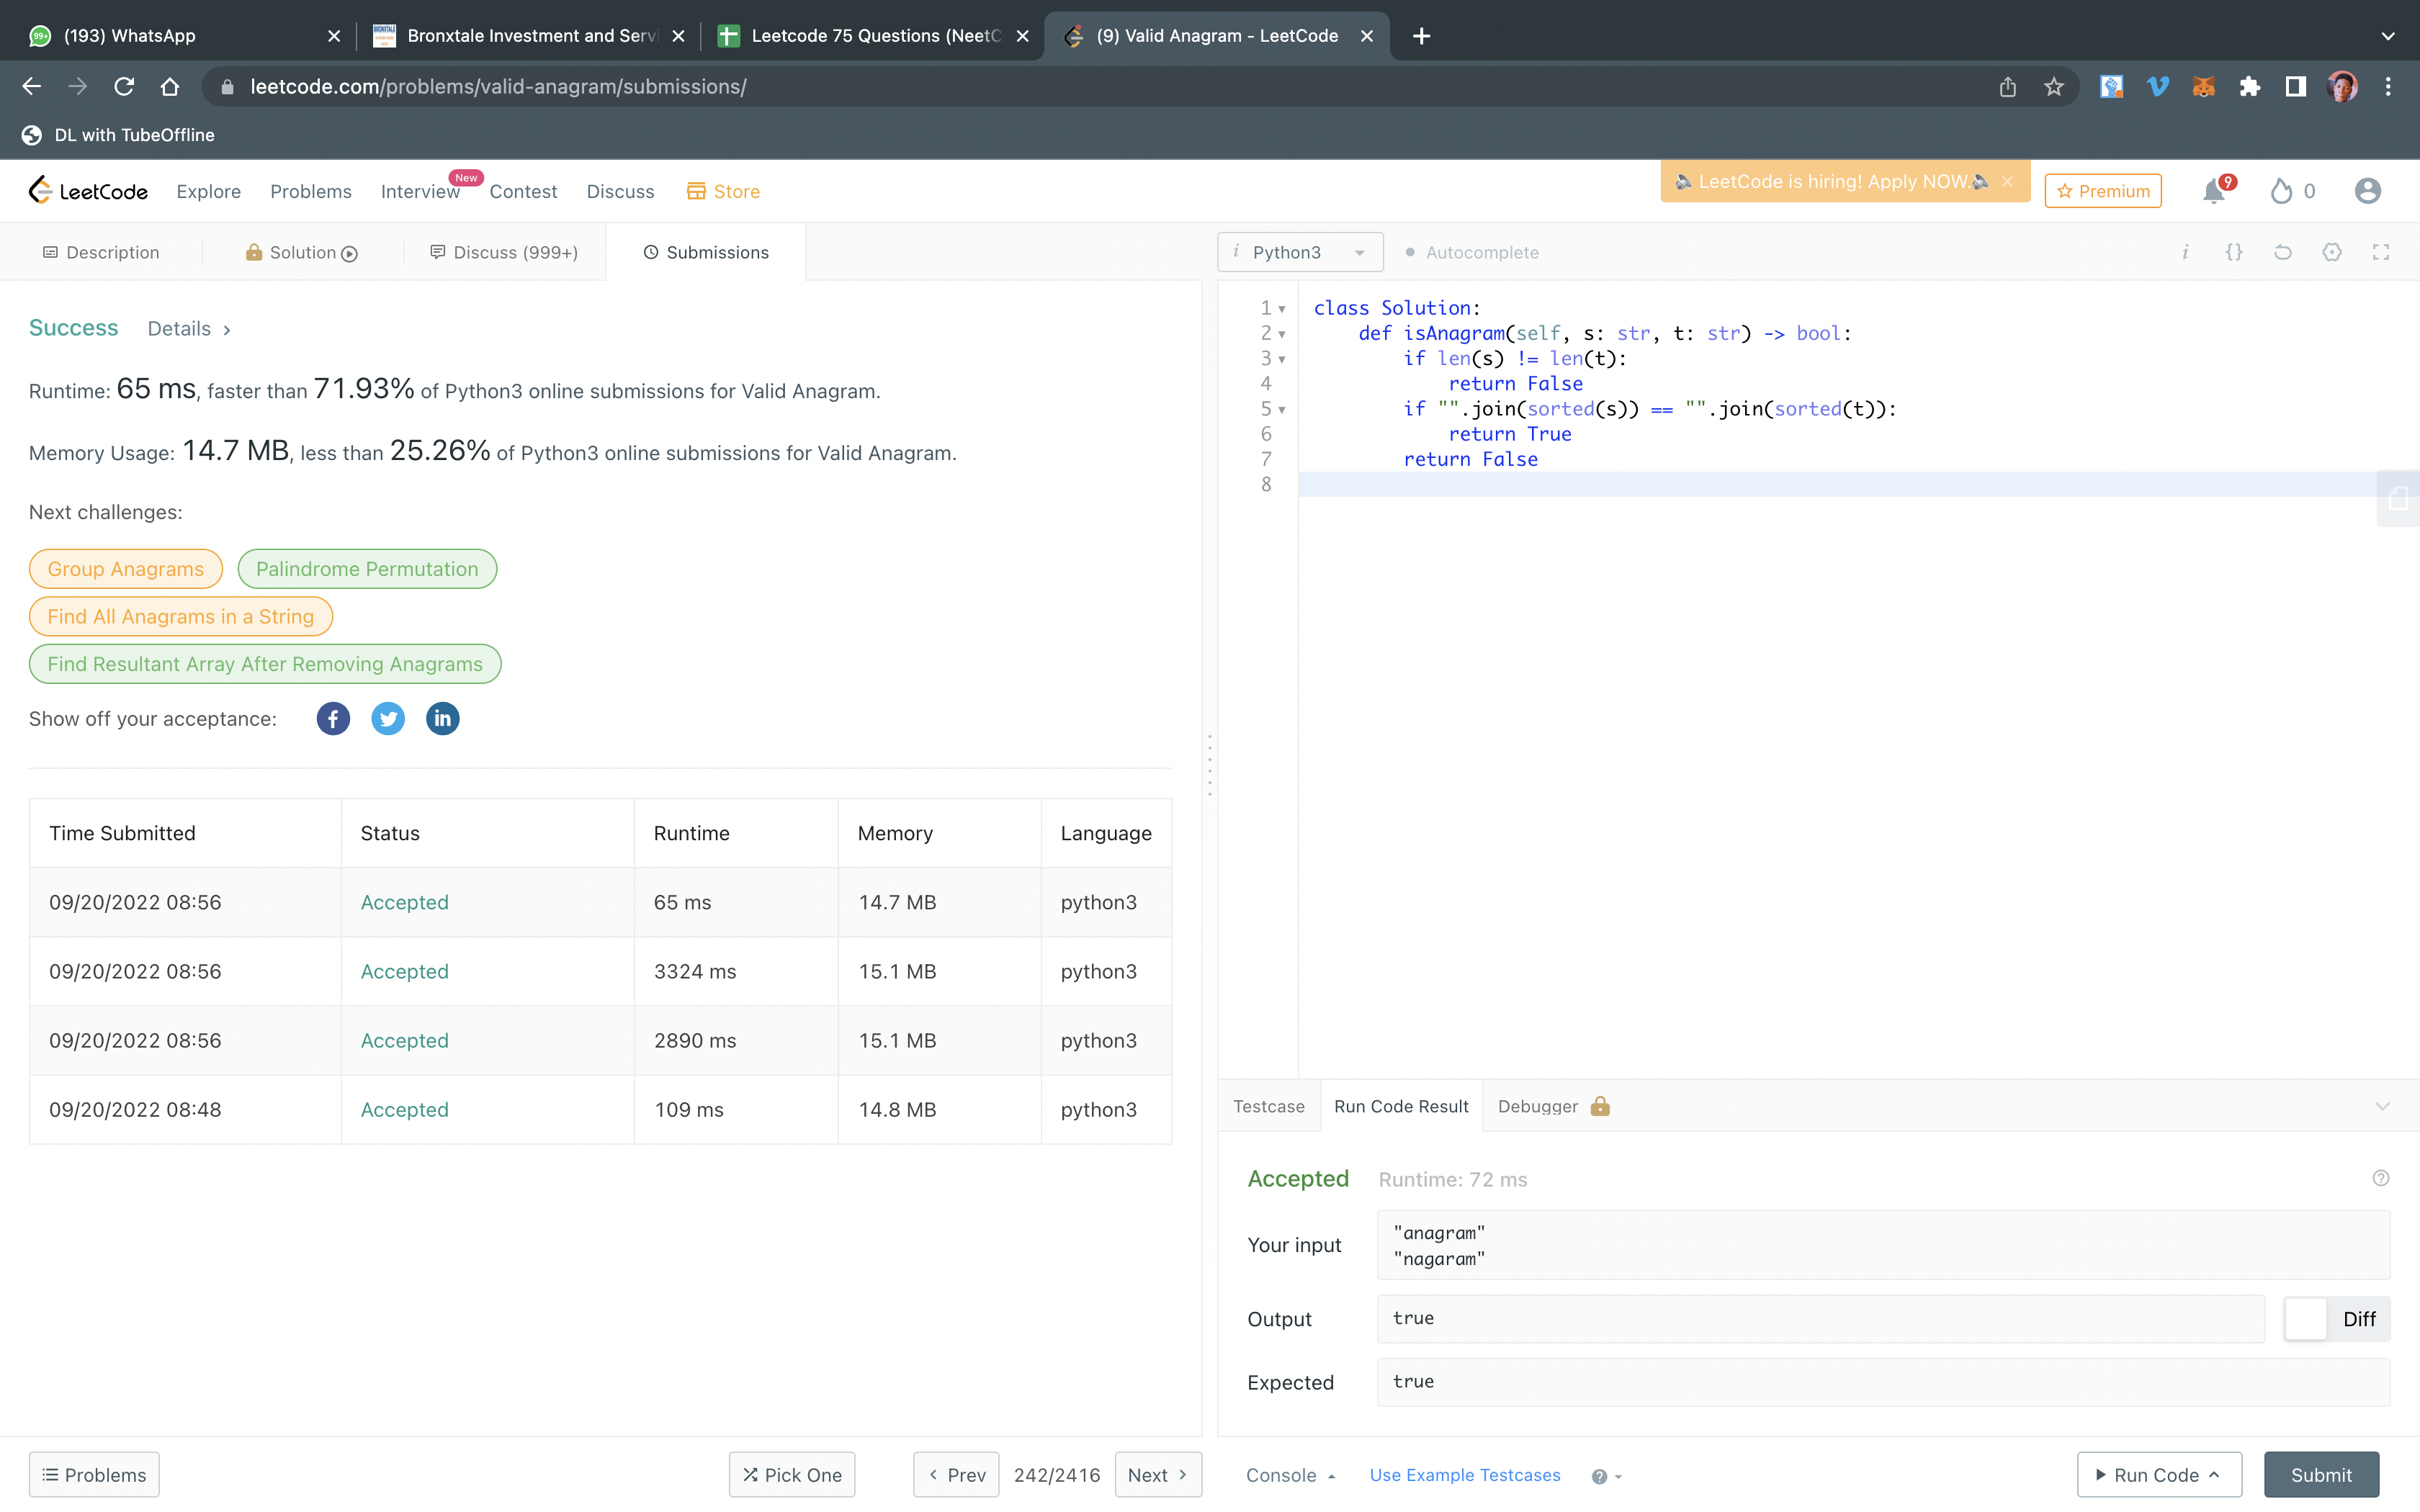 (193) WhatsApp
Bronxtale Investment and Servi
Leetcode 75 Questions (NeetC
(9) Valid Anagram - LeetCode
leetcode.com/problems/valid-anagram/submissions/
DL with TubeOffline
LeetCode
Explore
Problems
Interview
New
Contest
Discuss
Store
LeetCode is hiring! Apply NOW.
Premium
9
0
Description
Solution
Discuss (999+)
Submissions
Success
Details
Runtime: 65 ms, faster than 71.93% of Python3 online submissions for Valid Anagram.
Memory Usage: 14.7 MB, less than 25.26% of Python3 online submissions for Valid Anagram.
Next challenges:
Group Anagrams
Palindrome Permutation
Find All Anagrams in a String
Find Resultant Array After Removing Anagrams
Show off your acceptance:
Time Submitted Status Runtime Memory Language
09/20/2022 08:56 Accepted 65 ms 14.7 MB python3
09/20/2022 08:56 Accepted 3324 ms 15.1 MB python3
09/20/2022 08:56 Accepted 2890 ms 15.1 MB python3
09/20/2022 08:48 Accepted 109 ms 14.8 MB python3
Problems
Pick One
Prev
242/2416
Next
i Python3
Autocomplete
i {}
1 class Solution:
2 def isAnagram(self, s: str, t: str) -> bool:
3 if len(s) != len(t):
4 return False
5 if "".join(sorted(s)) == "".join(sorted(t)):
6 return True
7 return False
8
Testcase
Run Code Result
Debugger
Accepted
Runtime: 72 ms
Your input
"anagram"
"nagaram"
Output
true
Diff
Expected
true
Console
Use Example Testcases
Run Code
Submit